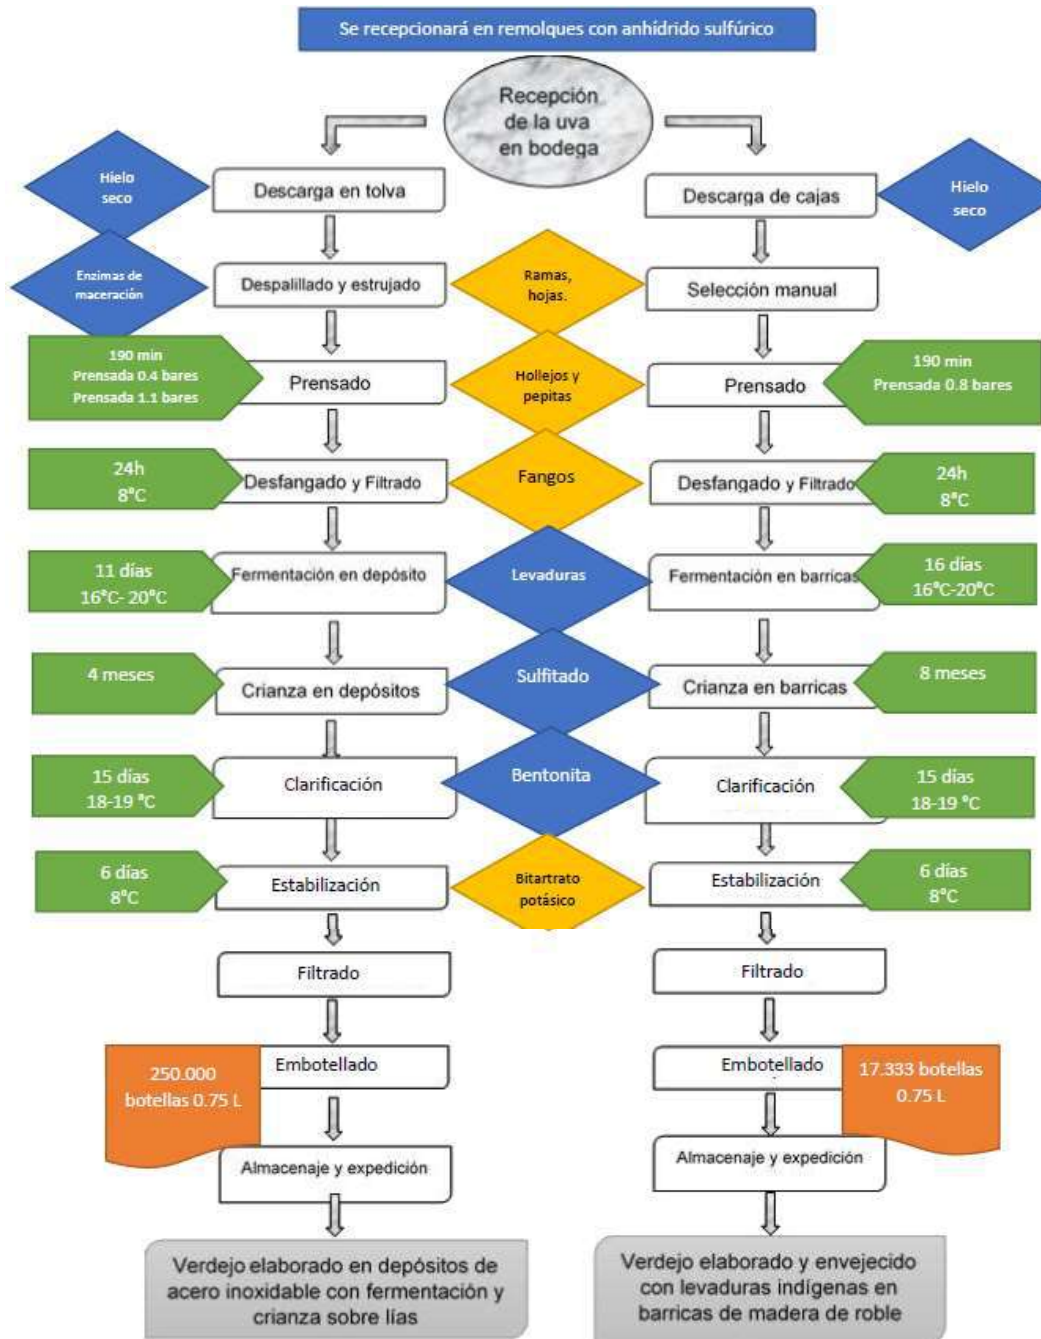 Se recepcionará en remolques con anhídrido sulfúrico
Recepción
de la uva
en bodega
Hielo
seco
Descarga en tolva
Descarga de cajas
Hielo
seco
Enzimas de
maceración
Despalillado y estrujado
Ramas,
hojas.
Selección manual
190 min
Prensada 0.4 bares
Prensada 1.1 bares
Prensado
Hollejos y
pepitas
Prensado
190 min
Prensada 0.8 bares
24h
8°C
Desfangado y Filtrado
Fangos
Desfangado y Filtrado
24h
8°C
11 días
16°C- 20°C
Fermentación en depósito
Levaduras
Fermentación en barricas
16 días
16°C-20°C
4 meses
Crianza en depósitos
Sulfitado
Crianza en barricas
8 meses
15 días
18-19 °C
Clarificación
Bentonita
Clarificación
15 días
18-19 °C
6 días
8°C
Estabilización
Bitartrato
potásico
Estabilización
6 días
8°C
Filtrado
Filtrado
250.000
botellas 0.75 L
Embotellado
Embotellado
17.333 botellas
0.75 L
Almacenaje y expedición
Almacenaje y expedición
Verdejo elaborado en depósitos de
acero inoxidable con fermentación y
crianza sobre lías
Verdejo elaborado y envejecido
con levaduras indígenas en
barricas de madera de roble